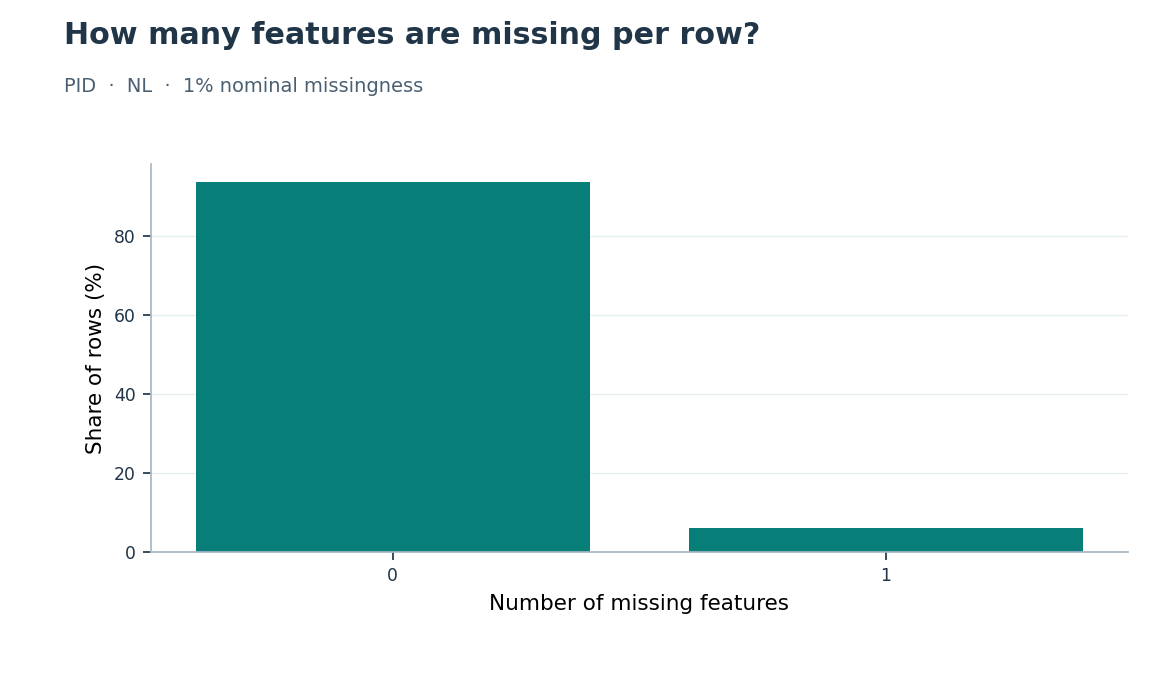 How many features are missing per row?
PID · NL · 1% nominal missingness
Share of rows (%)
80
60
40
20
0
0 1
Number of missing features